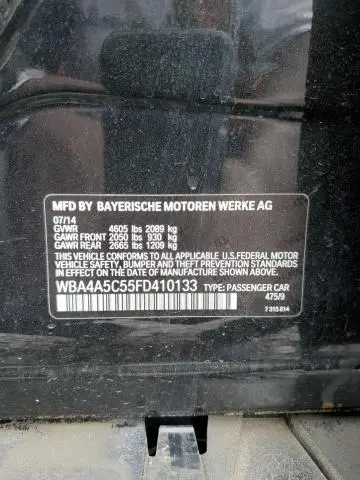 MFD BY BAYERISCHE MOTOREN WERKE AG
07/14
GVWR 4605 lbs 2089 kg
GAWR FRONT 2050 lbs 930 kg
GAWR REAR 2665 lbs 1209 kg
THIS VEHICLE CONFORMS TO ALL APPLICABLE U.S.FEDERAL MOTOR
VEHICLE SAFETY, BUMPER AND THEFT PREVENTION STANDARDS IN
EFFECT ON THE DATE OF MANUFACTURE SHOWN ABOVE.
WBA4A5C55FD410133 TYPE: PASSENGER CAR
475/9
7 315 814